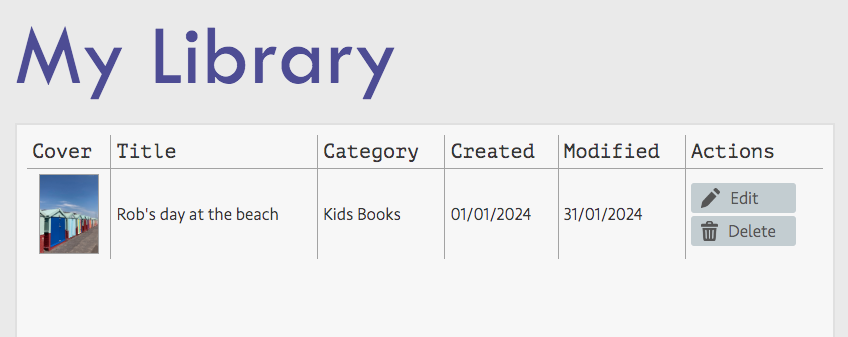 My Library
Cover Title Category Created Modified Actions
Rob's day at the beach Kids Books 01/01/2024 31/01/2024 Edit
Delete